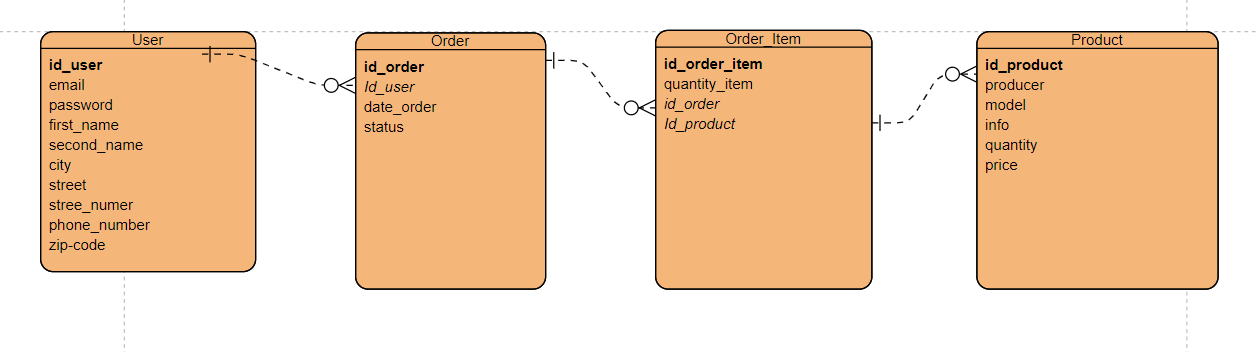 User
id_user
email
password
first_name
second_name
city
street
stree_numer
phone_number
zip-code
Order
id_order
Id_user
date_order
status
Order_Item
id_order_item
quantity_item
id_order
Id_product
Product
id_product
producer
model
info
quantity
price